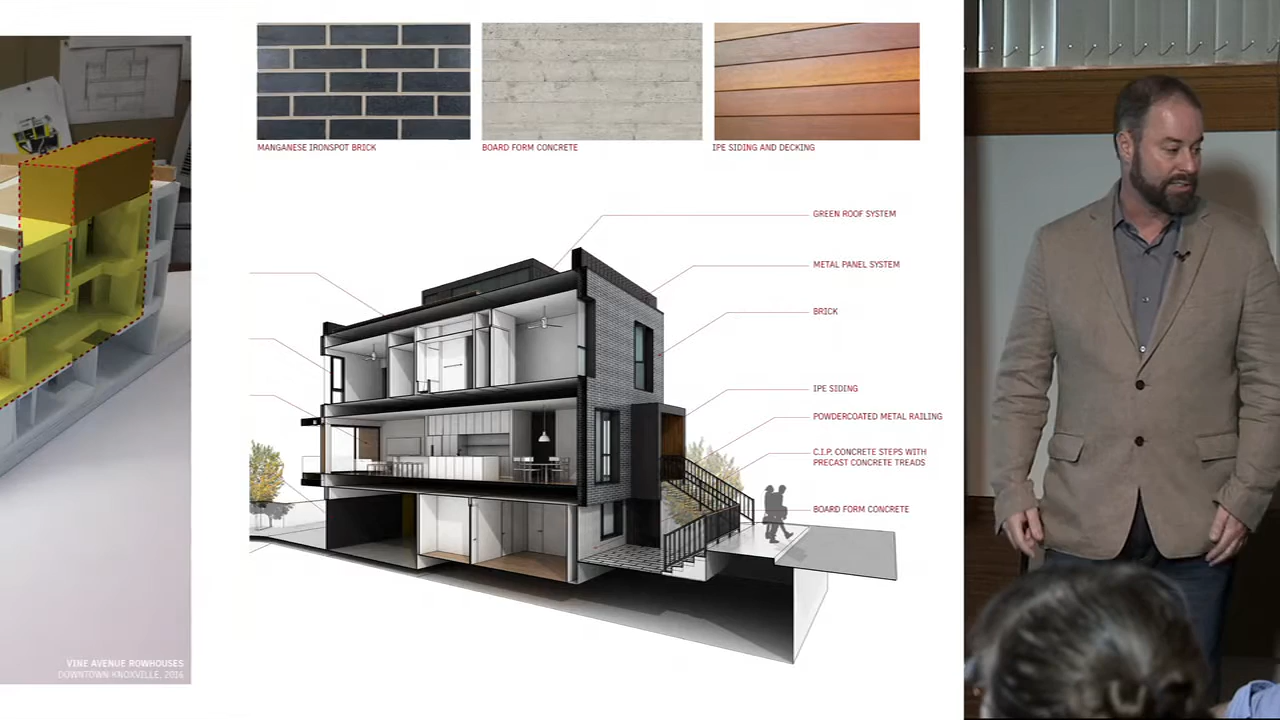 MANGANESE IRONSPOT BRICK
BOARD FORM CONCRETE
IPE SIDING AND DECKING
GREEN ROOF SYSTEM
METAL PANEL SYSTEM
BRICK
IPE SIDING
POWDERCOATED METAL RAILING
C.I.P. CONCRETE STEPS WITH
PRECAST CONCRETE TREADS
BOARD FORM CONCRETE
VINE AVENUE ROWHOUSES
DOWNTOWN KNOXVILLE, 2016